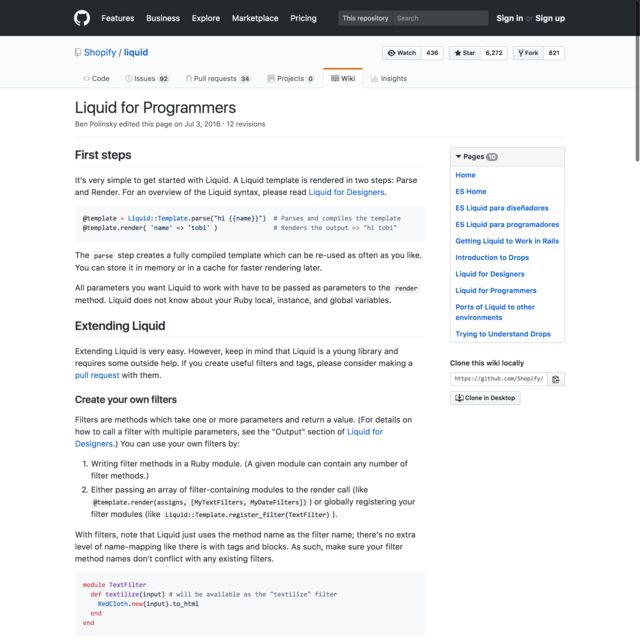 Features Business Explore Marketplace Pricing This repository Search Sign in or Sign up
Shopify / liquid
Watch 436 Star 6,272 Fork 821
Code Issues 92 Pull requests 34 Projects 0 Wiki Insights
Liquid for Programmers
Ben Polinsky edited this page on Jul 3, 2016 · 12 revisions
First steps
It's very simple to get started with Liquid. A Liquid template is rendered in two steps: Parse
and Render. For an overview of the Liquid syntax, please read Liquid for Designers.
@template = Liquid::Template.parse("hi {{name}}") # Parses and compiles the template
@template.render( 'name' => 'tobi' ) # Renders the output => "hi tobi"
The parse step creates a fully compiled template which can be re-used as often as you like.
You can store it in memory or in a cache for faster rendering later.
All parameters you want Liquid to work with have to be passed as parameters to the render
method. Liquid does not know about your Ruby local, instance, and global variables.
Extending Liquid
Extending Liquid is very easy. However, keep in mind that Liquid is a young library and
requires some outside help. If you create useful filters and tags, please consider making a
pull request with them.
Create your own filters
Filters are methods which take one or more parameters and return a value. (For details on
how to call a filter with multiple parameters, see the "Output" section of Liquid for
Designers.) You can use your own filters by:
1. Writing filter methods in a Ruby module. (A given module can contain any number of
filter methods.)
2. Either passing an array of filter-containing modules to the render call (like
@template.render(assigns, [MyTextFilters, MyDateFilters]) ) or globally registering your
filter modules (like Liquid::Template.register_filter(TextFilter) ).
With filters, note that Liquid just uses the method name as the filter name; there's no extra
level of name-mapping like there is with tags and blocks. As such, make sure your filter
method names don't conflict with any existing filters.
module TextFilter
def textilize(input) # will be available as the "textilize" filter
RedCloth.new(input).to_html
end
end
Pages 10
Home
ES Home
ES Liquid para diseñadores
ES Liquid para programadores
Getting Liquid to Work in Rails
Introduction to Drops
Liquid for Designers
Liquid for Programmers
Ports of Liquid to other
environments
Trying to Understand Drops
Clone this wiki locally
https://github.com/Shopify/
Clone in Desktop